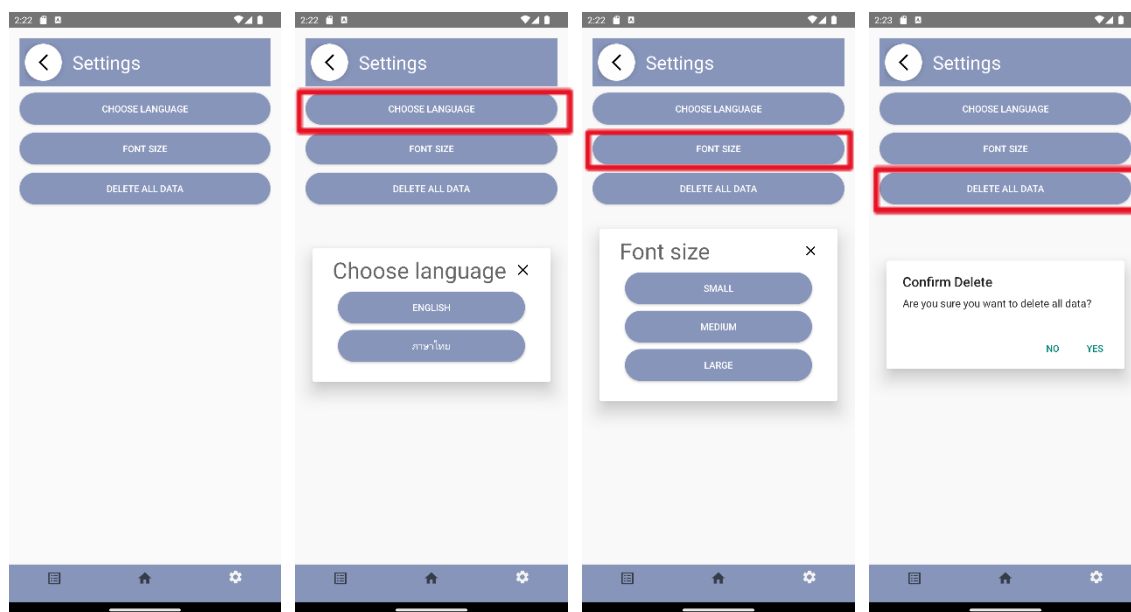 2:22
Settings
CHOOSE LANGUAGE
FONT SIZE
DELETE ALL DATA
2:22
Settings
CHOOSE LANGUAGE
FONT SIZE
DELETE ALL DATA
Choose language
ENGLISH
ภาษาไทย
2:22
Settings
CHOOSE LANGUAGE
FONT SIZE
DELETE ALL DATA
Font size
SMALL
MEDIUM
LARGE
2:23
Settings
CHOOSE LANGUAGE
FONT SIZE
DELETE ALL DATA
Confirm Delete
Are you sure you want to delete all data?
NO YES